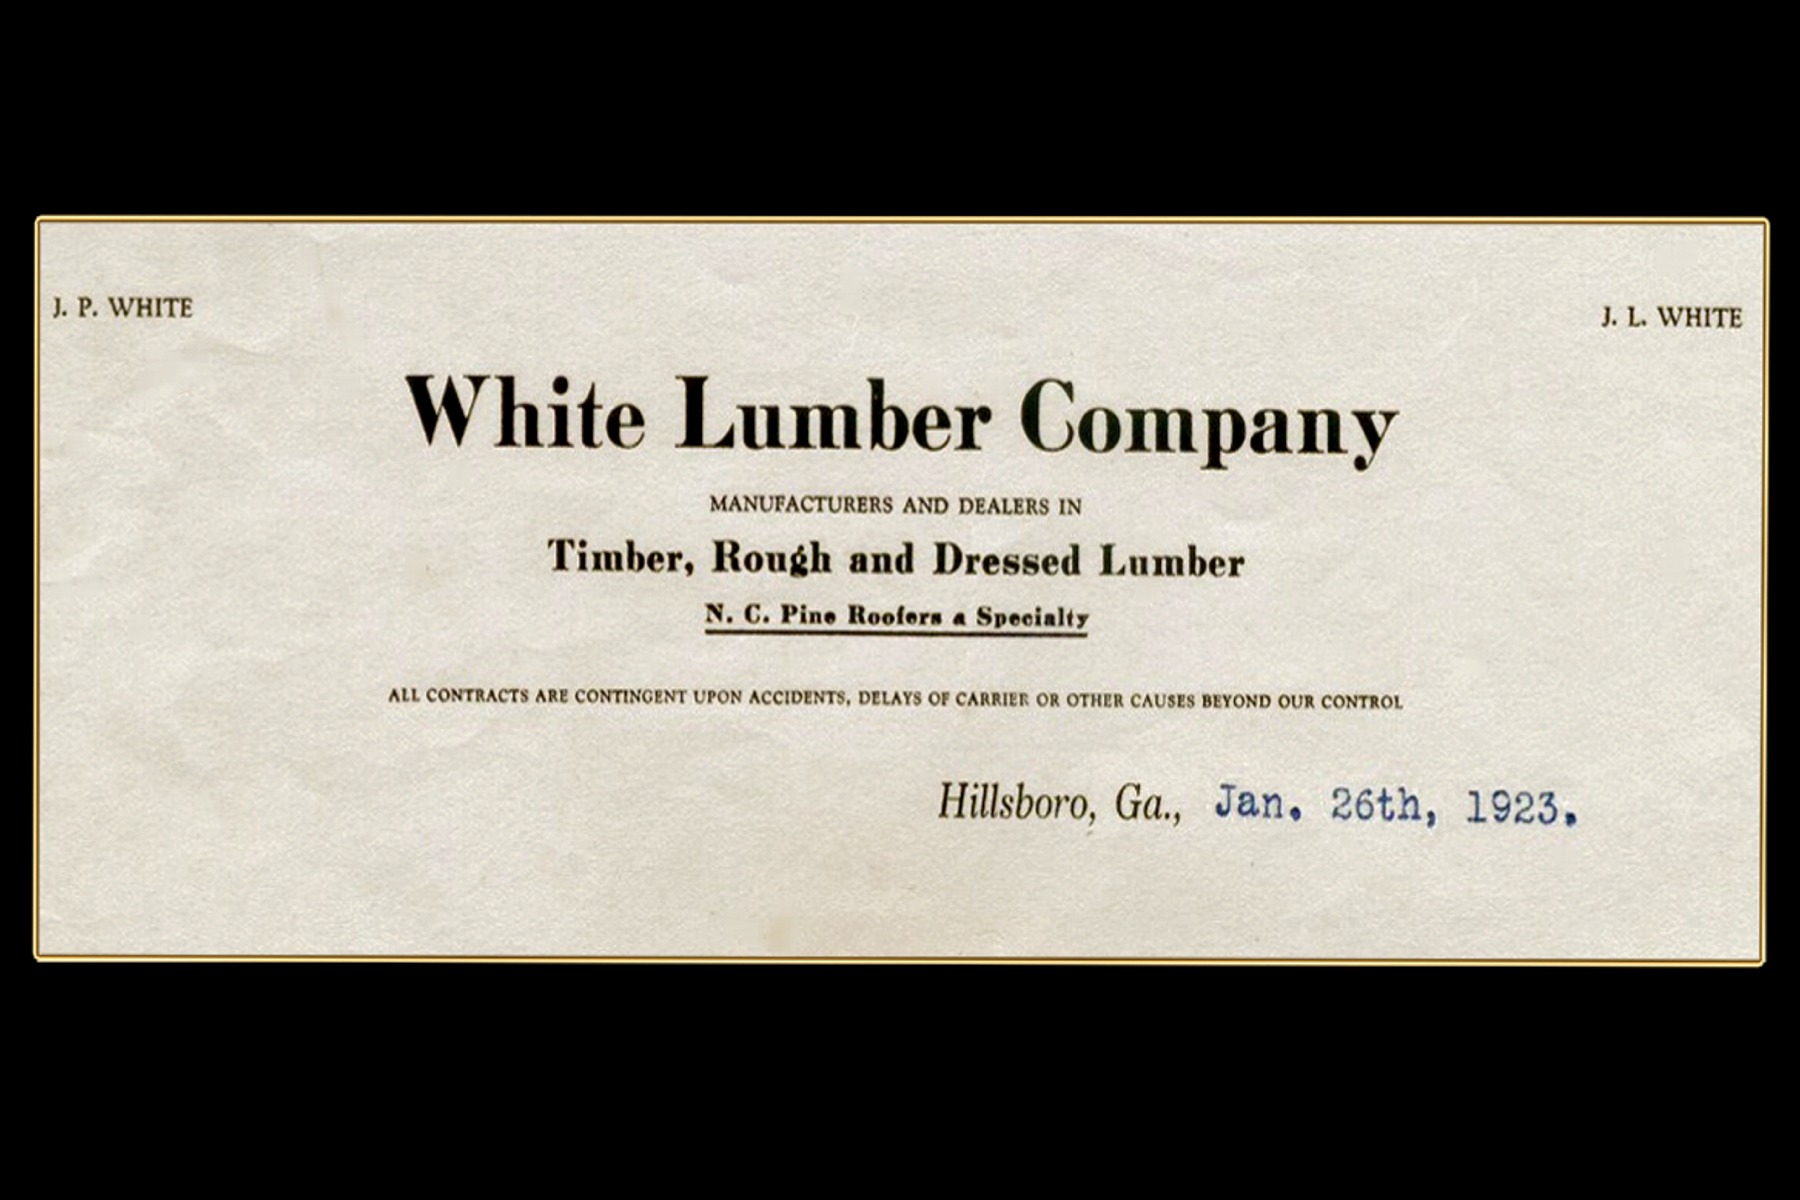 J. P. WHITE
J. L. WHITE
White Lumber Company
MANUFACTURERS AND DEALERS IN
Timber, Rough and Dressed Lumber
N. C. Pine Roofers a Specialty
ALL CONTRACTS ARE CONTINGENT UPON ACCIDENTS, DELAYS OF CARRIER OR OTHER CAUSES BEYOND OUR CONTROL
Hillsboro, Ga., Jan. 26th, 1923.